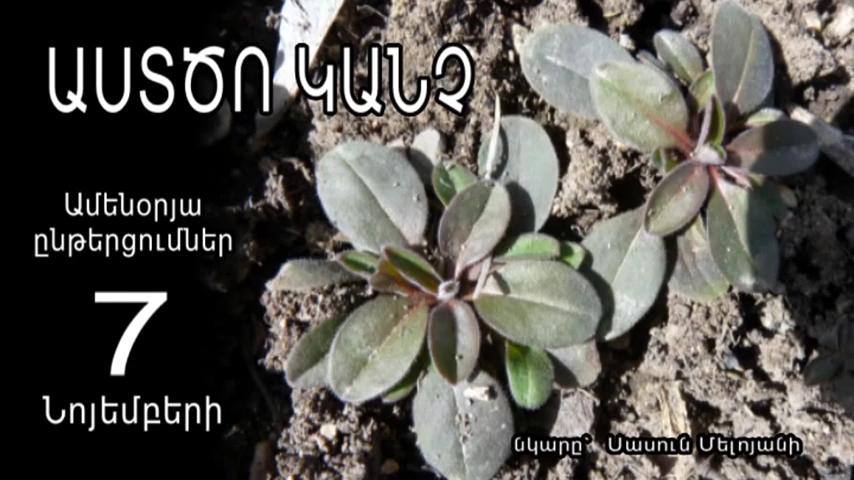 ԱՍՏԾՈ ԿԱՆՉ
Ամենօրյա
ընթերցումներ
7
Նոյեմբերի
նկարը՝ Սասուն Մելոյանի